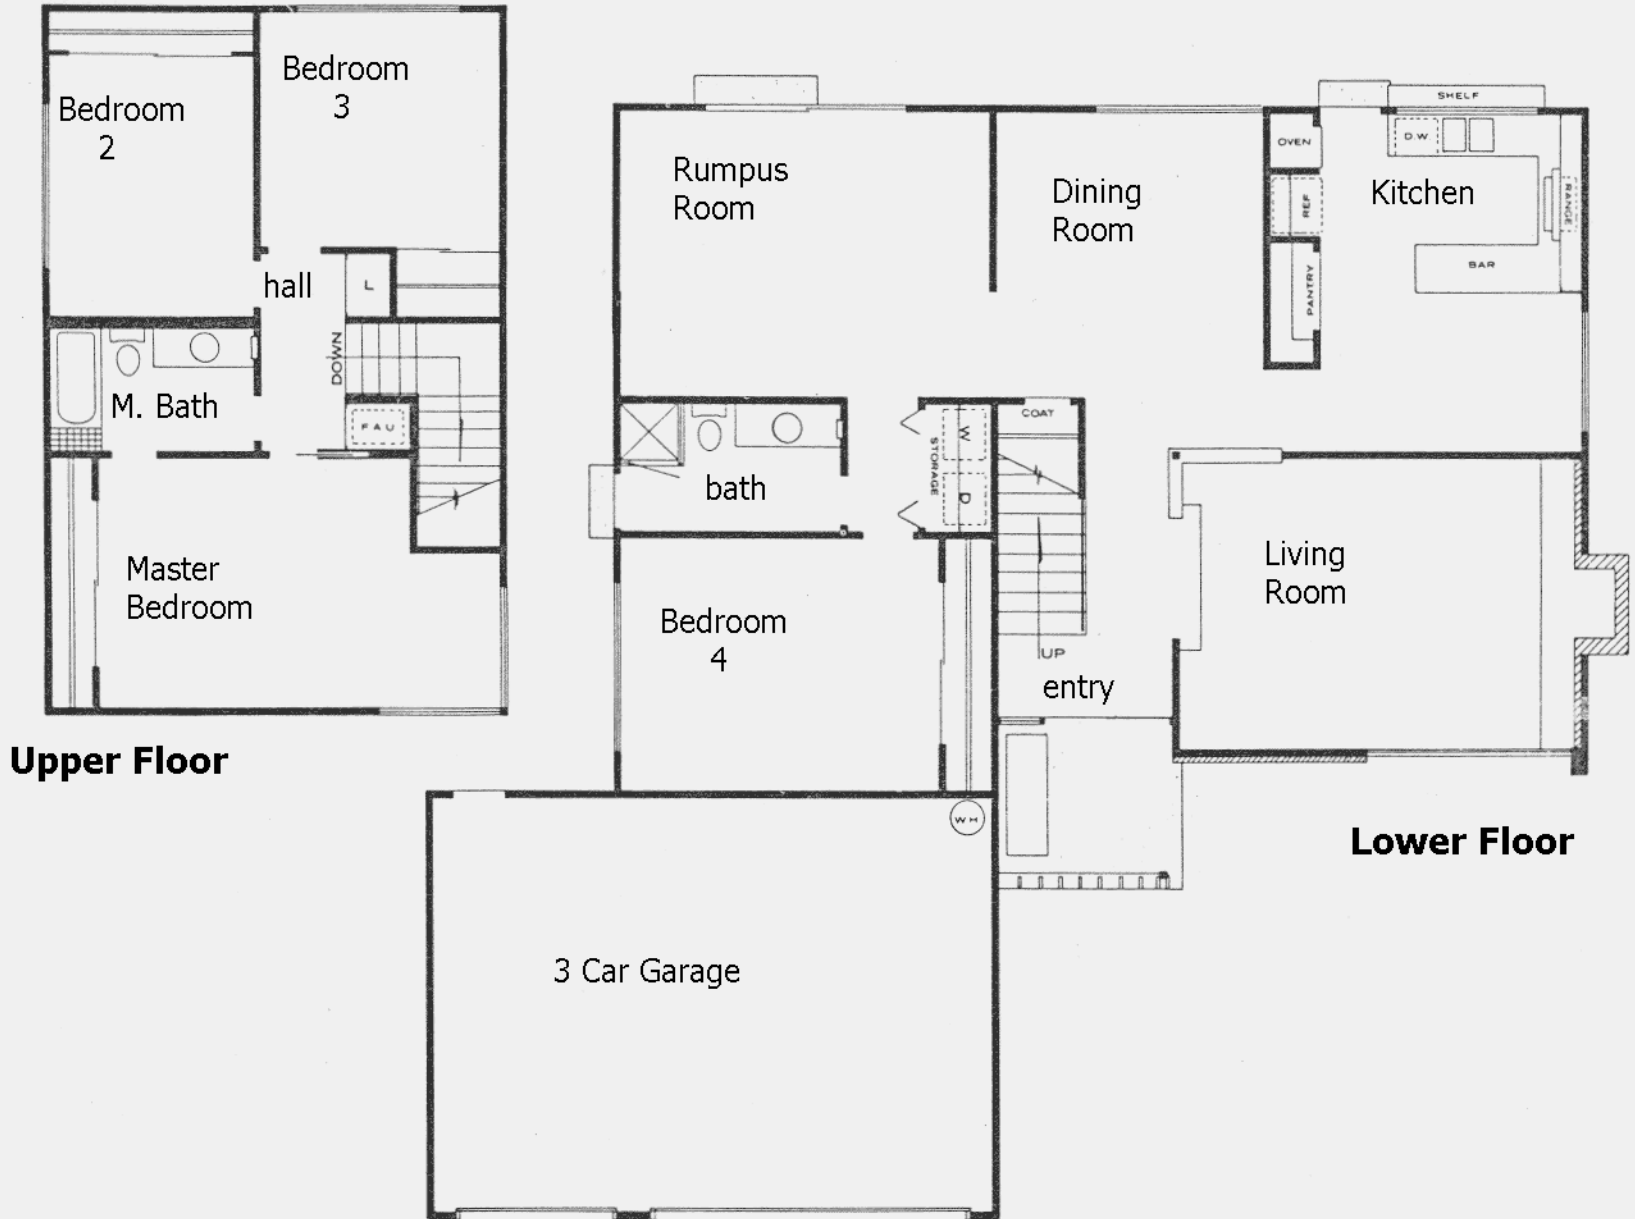 Bedroom
3
Bedroom
2
hall
L
DOWN
M. Bath
F A U
Master
Bedroom
Upper Floor
SHELF
OVEN
D.W
Rumpus
Room
Dining
Room
REF
Kitchen
RANGE
BAR
PANTRY
COAT
W
STORAGE
D
bath
Living
Room
Bedroom
4
UP
entry
WH
Lower Floor
3 Car Garage